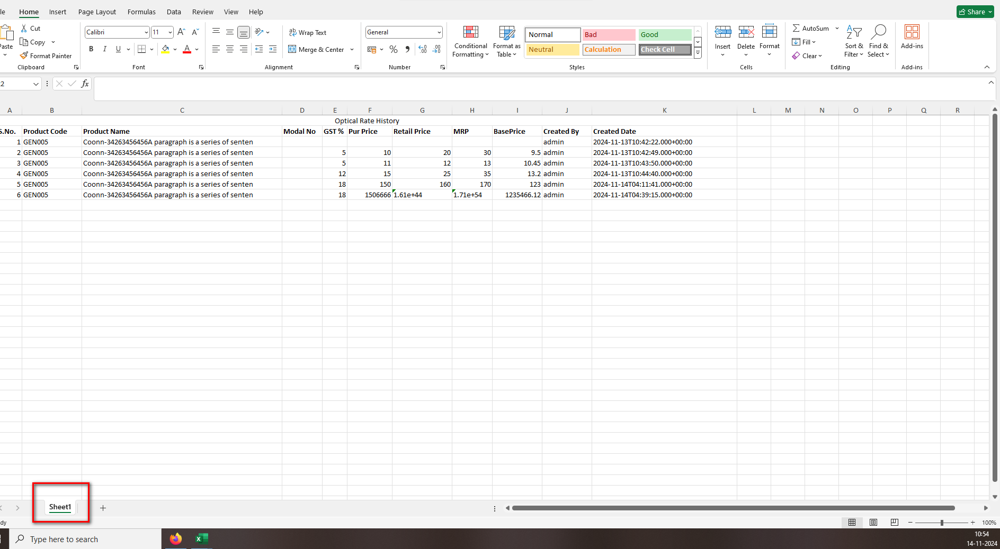 le Home Insert Page Layout Formulas Data Review View Help Share
Paste Cut Copy Format Painter
Clipboard
Calibri 11
B I U A
Font
ab Wrap Text
Merge & Center
Alignment
General
% 9
Number
Conditional Formatting
Format as Table
Normal Bad Good
Neutral Calculation Check Cell
Styles
Insert Delete Format
Cells
AutoSum
Fill
Clear
Sort & Filter
Find & Select
Editing
Add-ins
Add-ins
2 fx
A B C D E F G H I J K L M N O P Q R
Optical Rate History
S.No. Product Code Product Name Modal No GST % Pur Price Retail Price MRP BasePrice Created By Created Date
1 GEN005 Coonn-34263456456A paragraph is a series of senten admin 2024-11-13T10:42:22.000+00:00
2 GEN005 Coonn-34263456456A paragraph is a series of senten 5 10 20 30 9.5 admin 2024-11-13T10:42:49.000+00:00
3 GEN005 Coonn-34263456456A paragraph is a series of senten 5 11 12 13 10.45 admin 2024-11-13T10:43:50.000+00:00
4 GEN005 Coonn-34263456456A paragraph is a series of senten 12 15 25 35 13.2 admin 2024-11-13T10:44:40.000+00:00
5 GEN005 Coonn-34263456456A paragraph is a series of senten 18 150 160 170 123 admin 2024-11-14T04:11:41.000+00:00
6 GEN005 Coonn-34263456456A paragraph is a series of senten 18 1506666 1.61e+44 1.71e+54 1235466.12 admin 2024-11-14T04:39:15.000+00:00
Sheet1
dy 100%
Type here to search 10:54
14-11-2024